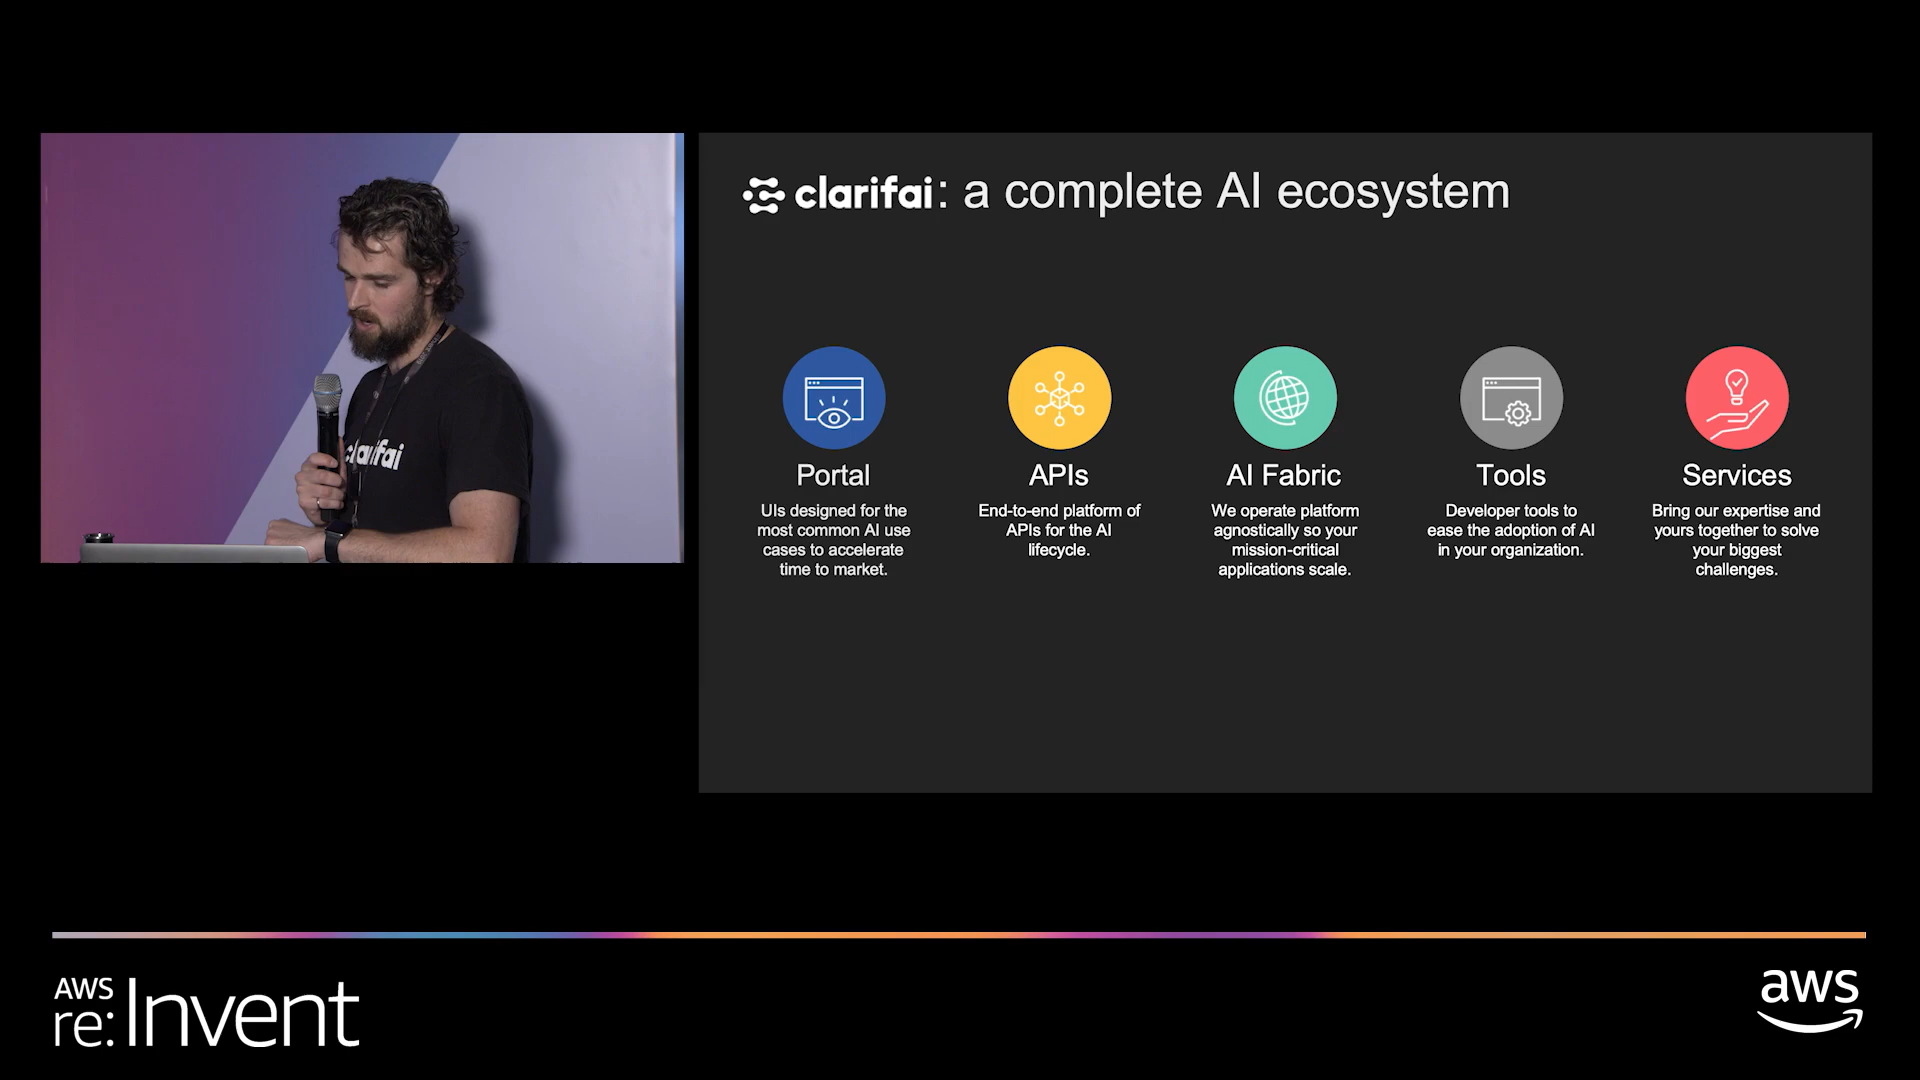 clarifai
clarifai: a complete AI ecosystem
Portal
UIs designed for the
most common AI use
cases to accelerate
time to market.
APIs
End-to-end platform of
APIs for the AI
lifecycle.
AI Fabric
We operate platform
agnostically so your
mission-critical
applications scale.
Tools
Developer tools to
ease the adoption of AI
in your organization.
Services
Bring our expertise and
yours together to solve
your biggest
challenges.
AWS
re:Invent
aws